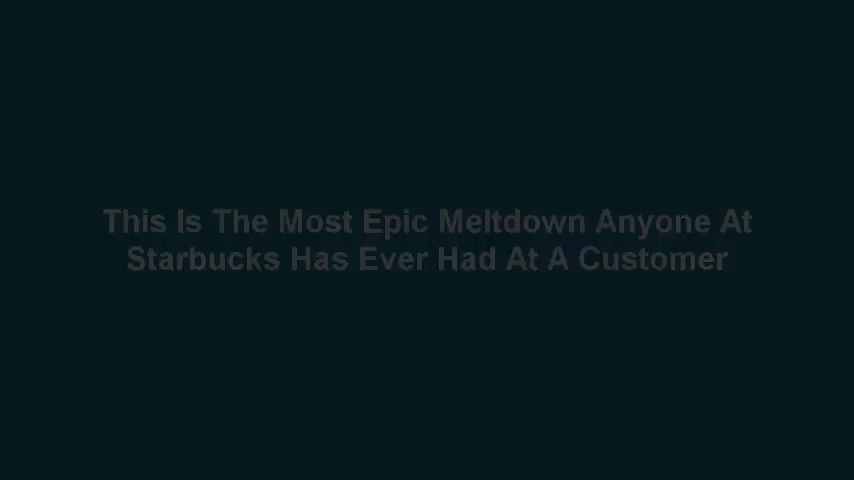 This Is The Most Epic Meltdown Anyone At
Starbucks Has Ever Had At A Customer